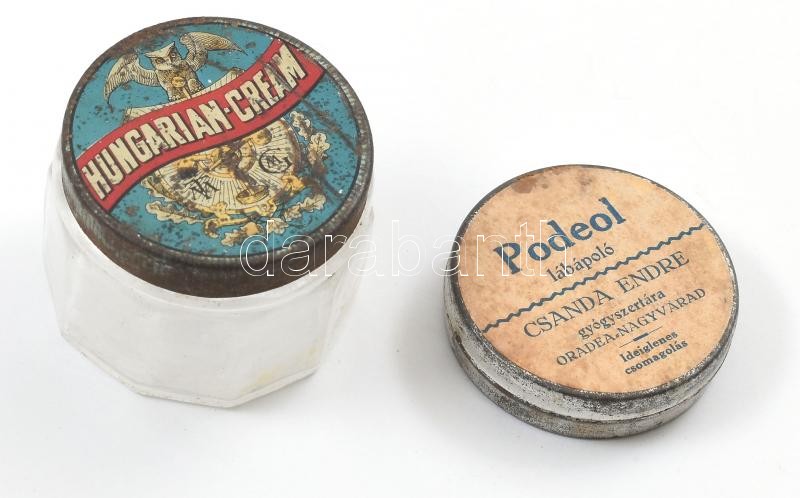 HUNGARIAN-CREAM
Podeol
lábápoló
CSANDA ENDRE
gyógyszertára
ORADEA-NAGYVÁRAD
Ideiglenes
csomagolás
darabanth